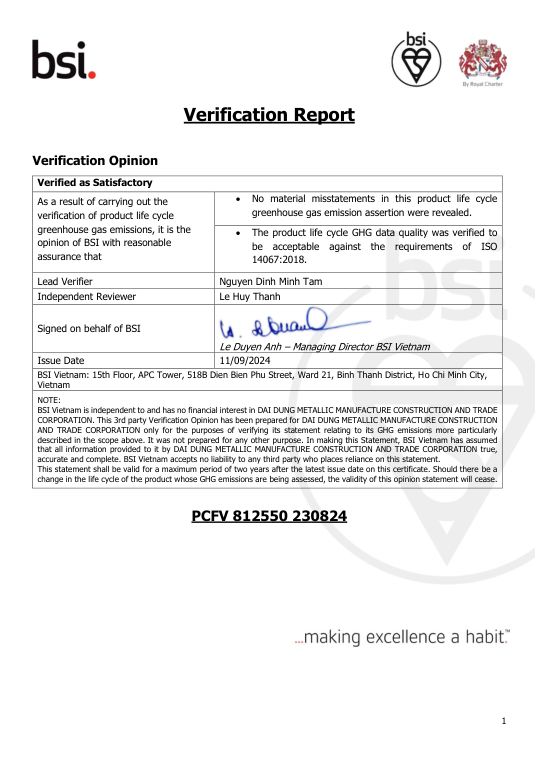 bsi.
bsi
By Royal Charter
Verification Report
Verification Opinion
Verified as Satisfactory
As a result of carrying out the
verification of product life cycle
greenhouse gas emissions, it is the
opinion of BSI with reasonable
assurance that
• No material misstatements in this product life cycle
greenhouse gas emission assertion were revealed.
• The product life cycle GHG data quality was verified to
be acceptable against the requirements of ISO
14067:2018.
Lead Verifier Nguyen Dinh Minh Tam
Independent Reviewer Le Huy Thanh
Signed on behalf of BSI
Le Duyen Anh – Managing Director BSI Vietnam
Issue Date 11/09/2024
BSI Vietnam: 15th Floor, APC Tower, 518B Dien Bien Phu Street, Ward 21, Binh Thanh District, Ho Chi Minh City,
Vietnam
NOTE:
BSI Vietnam is independent to and has no financial interest in DAI DUNG METALLIC MANUFACTURE CONSTRUCTION AND TRADE
CORPORATION. This 3rd party Verification Opinion has been prepared for DAI DUNG METALLIC MANUFACTURE CONSTRUCTION
AND TRADE CORPORATION only for the purposes of verifying its statement relating to its GHG emissions more particularly
described in the scope above. It was not prepared for any other purpose. In making this Statement, BSI Vietnam has assumed
that all information provided to it by DAI DUNG METALLIC MANUFACTURE CONSTRUCTION AND TRADE CORPORATION true,
accurate and complete. BSI Vietnam accepts no liability to any third party who places reliance on this statement.
This statement shall be valid for a maximum period of two years after the latest issue date on this certificate. Should there be a
change in the life cycle of the product whose GHG emissions are being assessed, the validity of this opinion statement will cease.
bsi
PCFV 812550 230824
...making excellence a habit.™
1